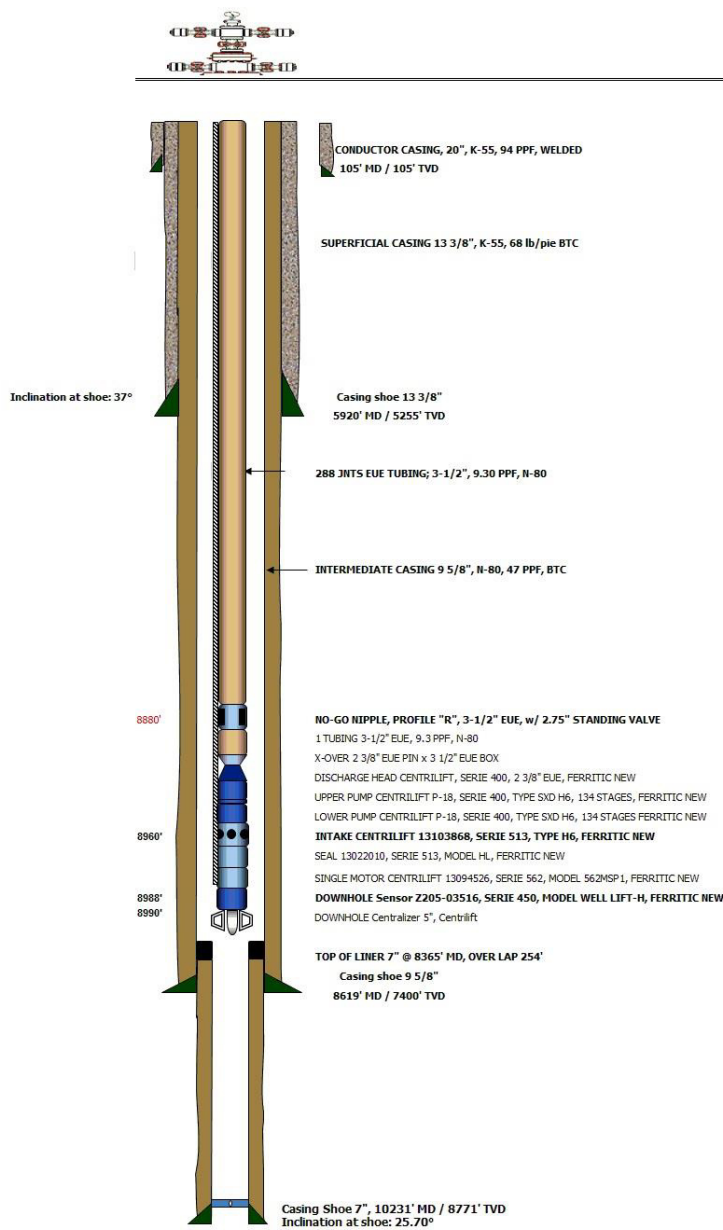 CONDUCTOR CASING, 20", K-55, 94 PPF, WELDED
105' MD / 105' TVD
SUPERFICIAL CASING 13 3/8", K-55, 68 lb/pie BTC
Inclination at shoe: 37°
Casing shoe 13 3/8"
5920' MD / 5255' TVD
288 JNTS EUE TUBING; 3-1/2", 9.30 PPF, N-80
INTERMEDIATE CASING 9 5/8", N-80, 47 PPF, BTC
8880' NO-GO NIPPLE, PROFILE "R", 3-1/2" EUE, w/ 2.75" STANDING VALVE
1 TUBING 3-1/2" EUE, 9.3 PPF, N-80
X-OVER 2 3/8" EUE PIN x 3 1/2" EUE BOX
DISCHARGE HEAD CENTRILIFT, SERIE 400, 2 3/8" EUE, FERRITIC NEW
UPPER PUMP CENTRILIFT P-18, SERIE 400, TYPE SXD H6, 134 STAGES, FERRITIC NEW
LOWER PUMP CENTRILIFT P-18, SERIE 400, TYPE SXD H6, 134 STAGES FERRITIC NEW
8960' INTAKE CENTRILIFT 13103868, SERIE 513, TYPE H6, FERRITIC NEW
SEAL 13022010, SERIE 513, MODEL HL, FERRITIC NEW
SINGLE MOTOR CENTRILIFT 13094526, SERIE 562, MODEL 562MSP1, FERRITIC NEW
8988' DOWNHOLE Sensor Z205-03516, SERIE 450, MODEL WELL LIFT-H, FERRITIC NEW
8990' DOWNHOLE Centralizer 5", Centrilift
TOP OF LINER 7" @ 8365' MD, OVER LAP 254'
Casing shoe 9 5/8"
8619' MD / 7400' TVD
Casing Shoe 7", 10231' MD / 8771' TVD
Inclination at shoe: 25.70°